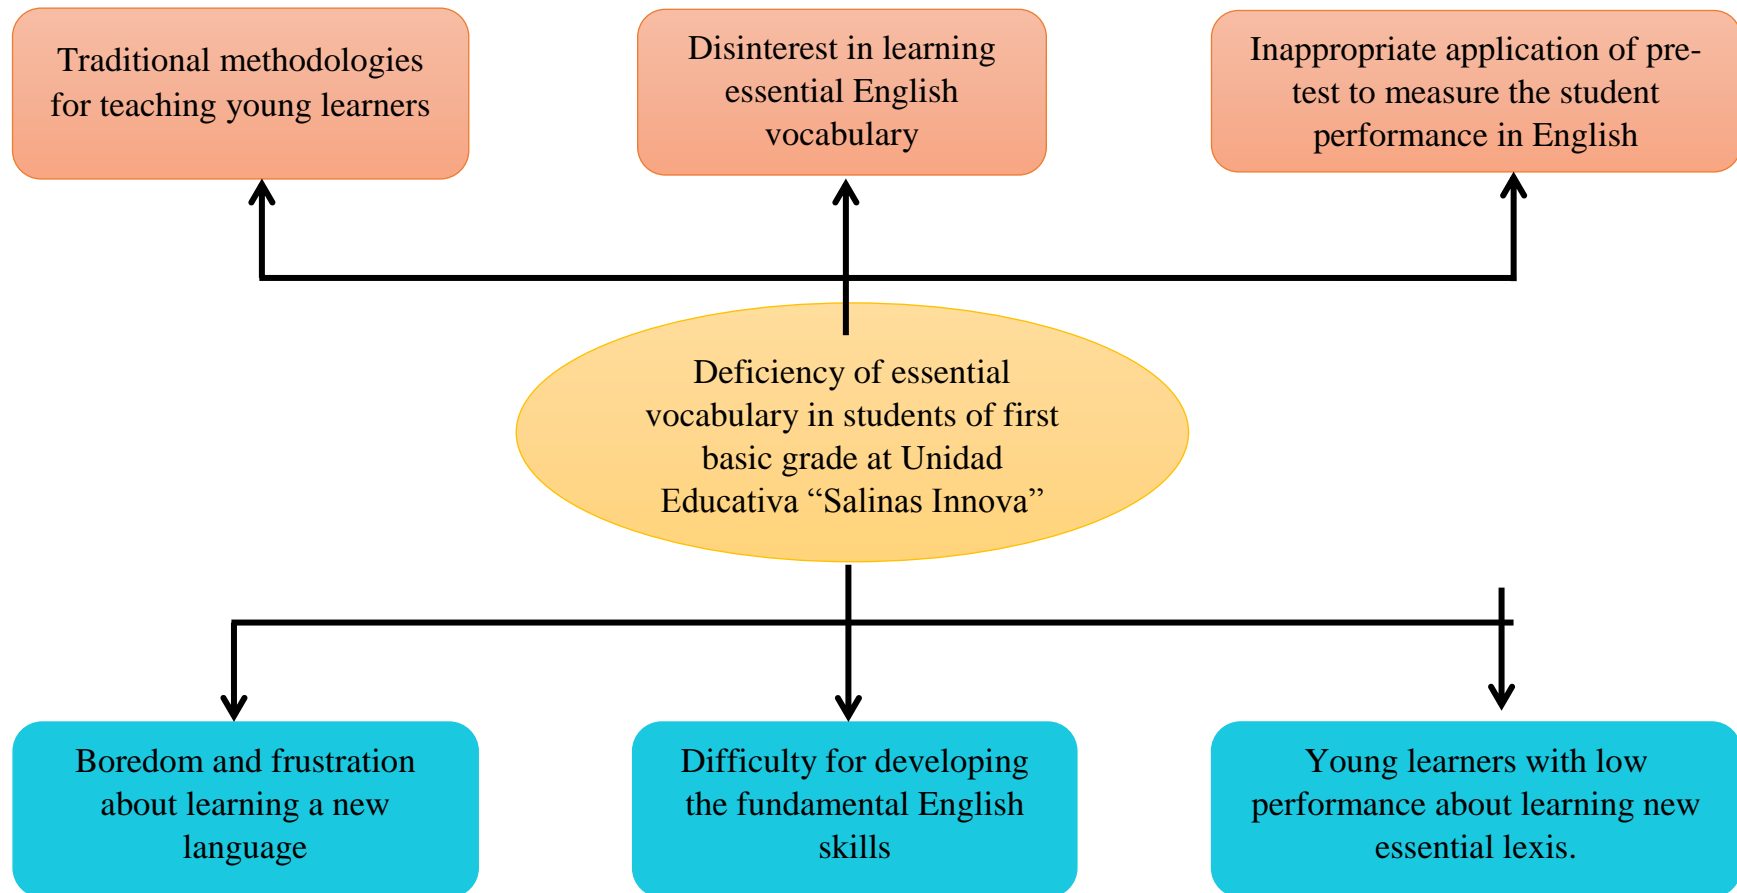 Traditional methodologies
for teaching young learners
Disinterest in learning
essential English
vocabulary
Inappropriate application of pre-
test to measure the student
performance in English
Deficiency of essential
vocabulary in students of first
basic grade at Unidad
Educativa “Salinas Innova”
Boredom and frustration
about learning a new
language
Difficulty for developing
the fundamental English
skills
Young learners with low
performance about learning new
essential lexis.